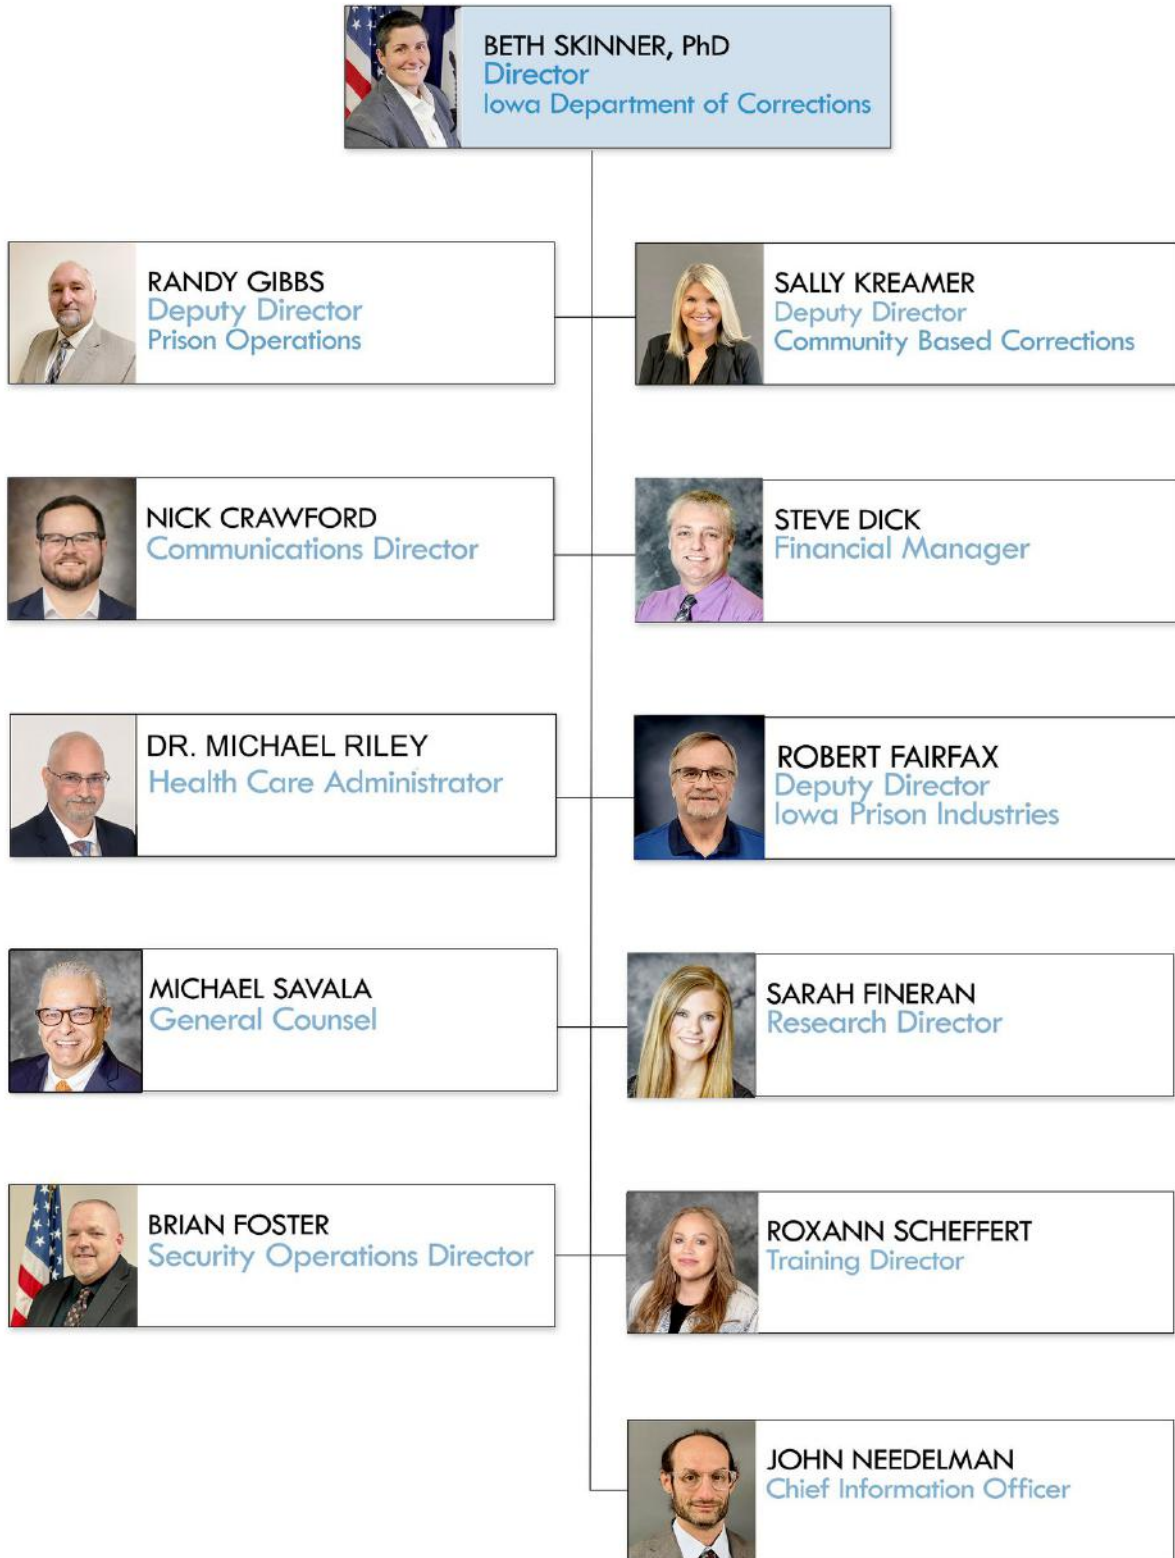 BETH SKINNER, PhD
Director
Iowa Department of Corrections
RANDY GIBBS
Deputy Director
Prison Operations
SALLY KREAMER
Deputy Director
Community Based Corrections
NICK CRAWFORD
Communications Director
STEVE DICK
Financial Manager
DR. MICHAEL RILEY
Health Care Administrator
ROBERT FAIRFAX
Deputy Director
Iowa Prison Industries
MICHAEL SAVALA
General Counsel
SARAH FINERAN
Research Director
BRIAN FOSTER
Security Operations Director
ROXANN SCHEFFERT
Training Director
JOHN NEEDELMAN
Chief Information Officer